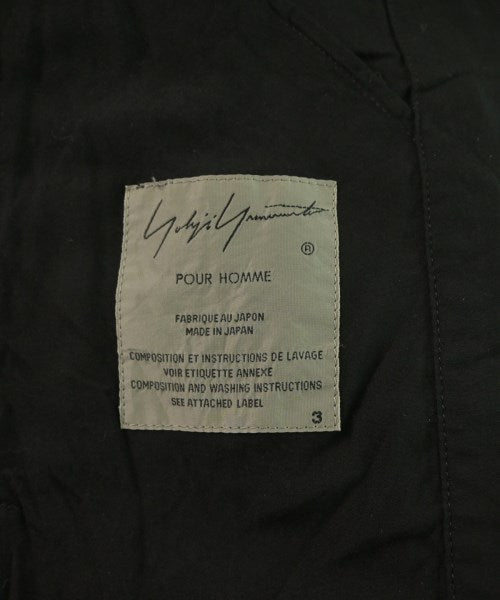 Yohji Yamamoto
®
POUR HOMME
FABRIQUE AU JAPON
MADE IN JAPAN
COMPOSITION ET INSTRUCTIONS DE LAVAGE
VOIR ETIQUETTE ANNEXE
COMPOSITION AND WASHING INSTRUCTIONS
SEE ATTACHED LABEL
3